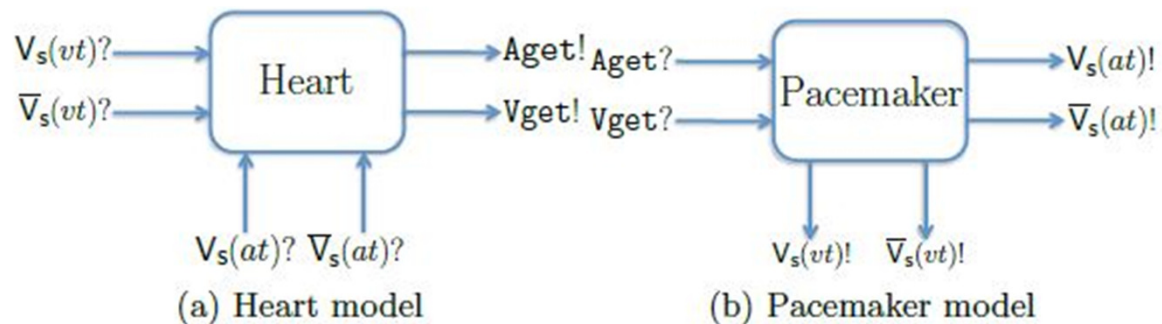 Vs(vt)?
V̅s(vt)?
Heart
Aget!
Vget!
Vs(at)? V̅s(at)?
(a) Heart model
Aget?
Vget?
Pacemaker
Vs(at)!
V̅s(at)!
Vs(vt)! V̅s(vt)!
(b) Pacemaker model